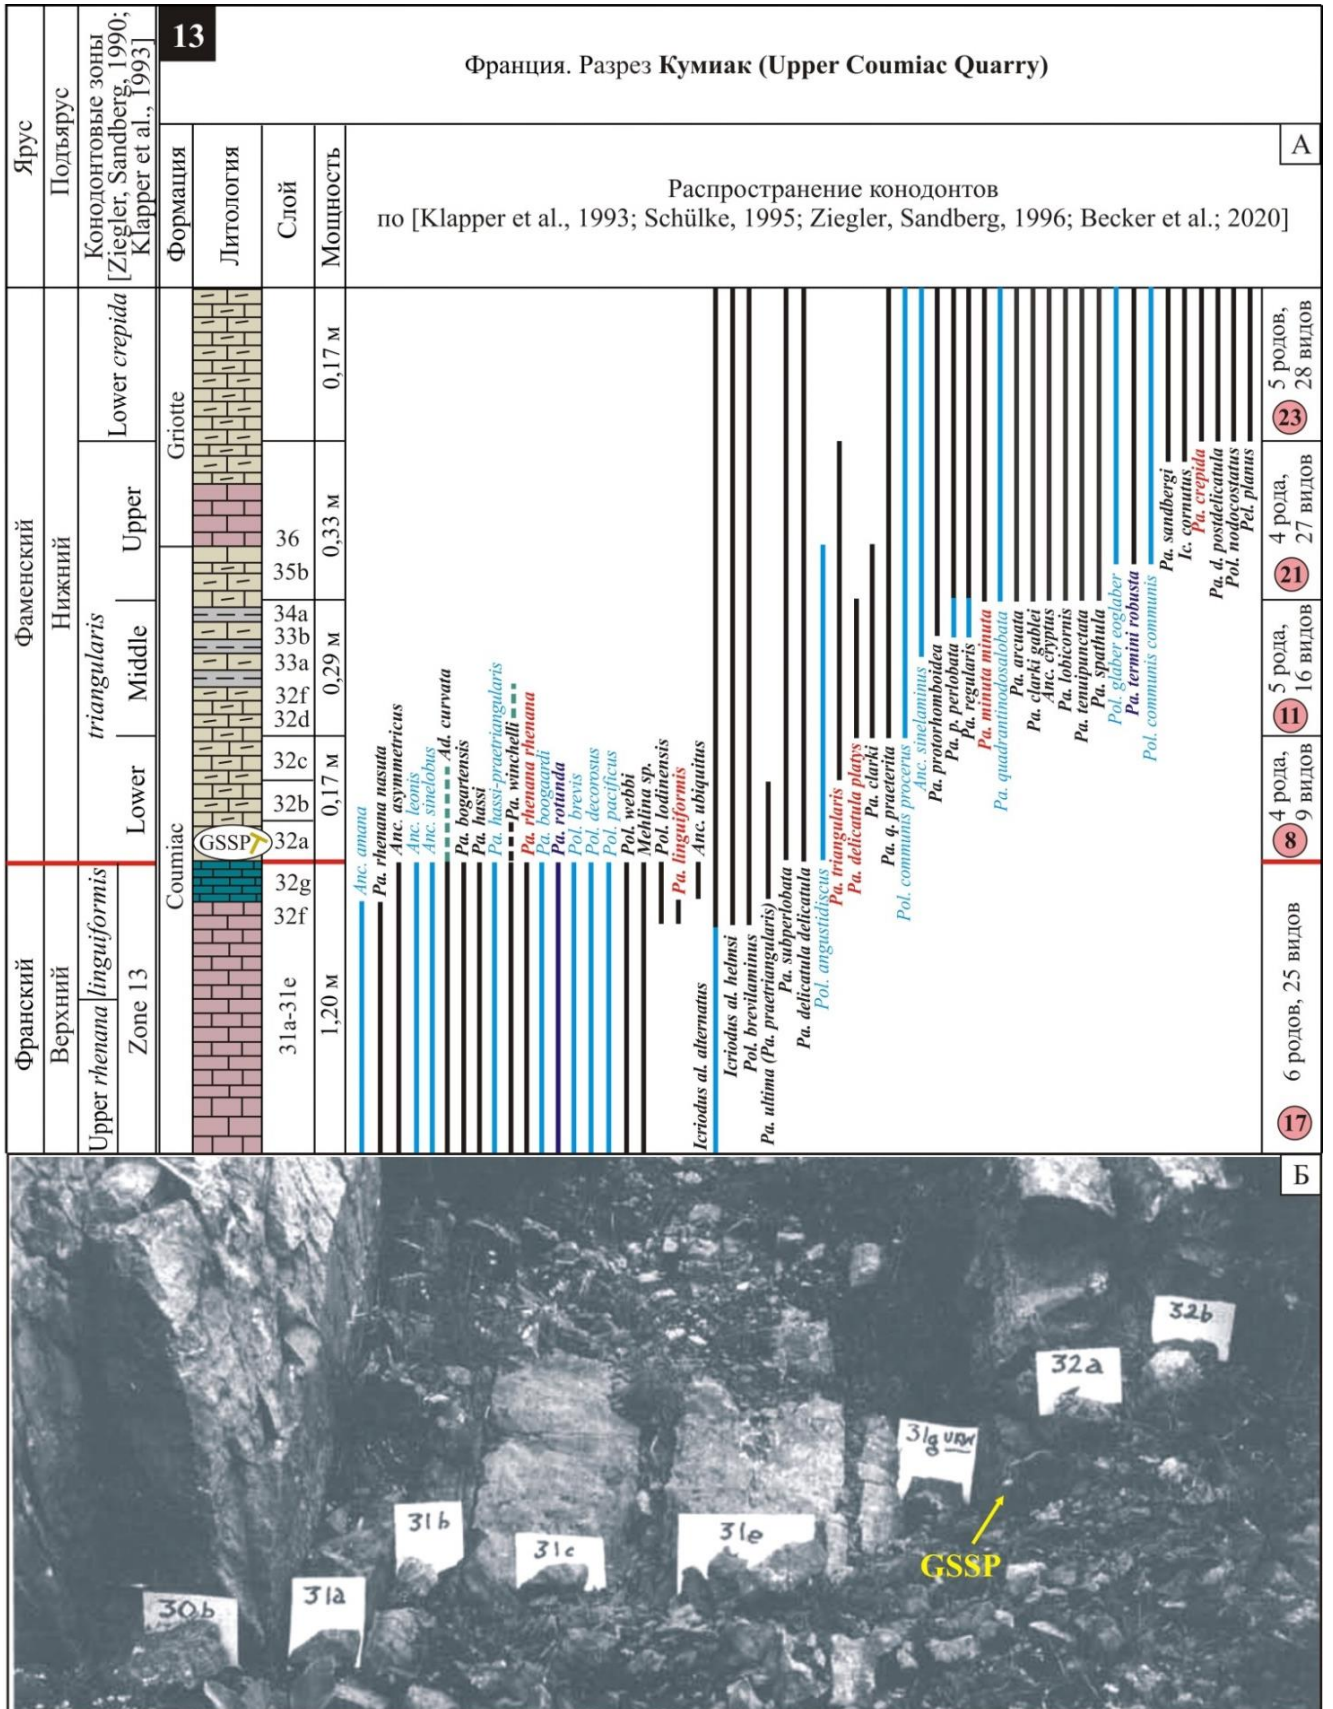 13
Франция. Разрез Кумиак (Upper Coumiac Quarry)
А
Ярус
Подъярус
Конодонтовые зоны
[Ziegler, Sandberg, 1990;
Klapper et al., 1993]
Формация
Литология
Слой
Мощность
Распространение конодонтов
по [Klapper et al., 1993; Schülke, 1995; Ziegler, Sandberg, 1996; Becker et al.; 2020]
Фаменский
Франский
Нижний
Верхний
Lower crepida
triangularis
Upper
Middle
Lower
linguiformis
Upper rhenana
Zone 13
Griotte
Coumiac
GSSP
36
35b
34a
33b
33a
32f
32d
32c
32b
32a
32g
32f
31a-31e
0,17 м
0,33 м
0,29 м
0,17 м
1,20 м
Anc. amana
Pa. rhenana nasuta
Anc. asymmetricus
Anc. leonis
Anc. sinelobus
Ad. curvata
Pa. bogartensis
Pa. hassi
Pa. hassi-praetriangularis
Pa. winchelli
Pa. rhenana rhenana
Pa. boogaardi
Pa. rotunda
Pol. brevis
Pol. decorosus
Pol. pacificus
Pol. webbi
Mehlina sp.
Pol. lodinensis
Pa. linguiformis
Anc. ubiquitus
Icriodus al. alternatus
Icriodus al. helmsi
Pol. brevilaminus
Pa. ultima (Pa. praetriangularis)
Pa. subperlobata
Pa. delicatula delicatula
Pol. angustidiscus
Pa. triangularis
Pa. delicatula platys
Pa. clarki
Pa. q. praeterita
Pol. communis procerus
Anc. sinelaminus
Pa. protorhomboidea
Pa. p. perlobata
Pa. regularis
Pa. minuta minuta
Pa. quadrantinodosalobata
Pa. arcuata
Pa. clarki gablei
Anc. cryptus
Pa. lobicornis
Pa. tenuipunctata
Pa. spathula
Pol. glaber eoglaber
Pa. termini robusta
Pol. communis communis
Pa. sandbergi
Ic. cornutus
Pa. crepida
Pa. d. postdelicatula
Pol. nodocostatus
Pel. planus
5 родов,
28 видов
23
4 рода,
27 видов
21
5 рода,
16 видов
11
4 рода,
9 видов
8
6 родов, 25 видов
17
Б
32b
32a
31g UKW
31e
31c
31b
31a
30b
GSSP